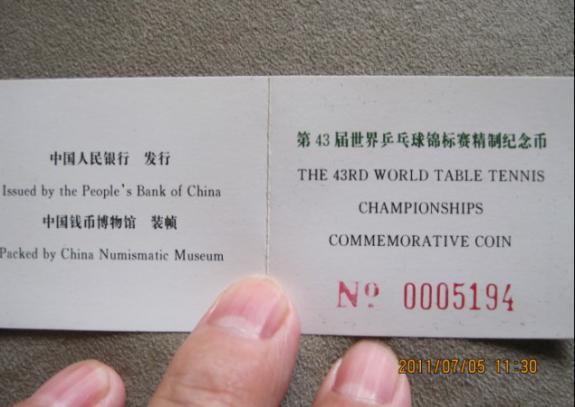 中国人民银行 发行
Issued by the People's Bank of China
中国钱币博物馆 装帧
Packed by China Numismatic Museum
第43届世界乒乓球锦标赛精制纪念币
THE 43RD WORLD TABLE TENNIS
CHAMPIONSHIPS
COMMEMORATIVE COIN
Nº 0005194
2011/07/05 11:30